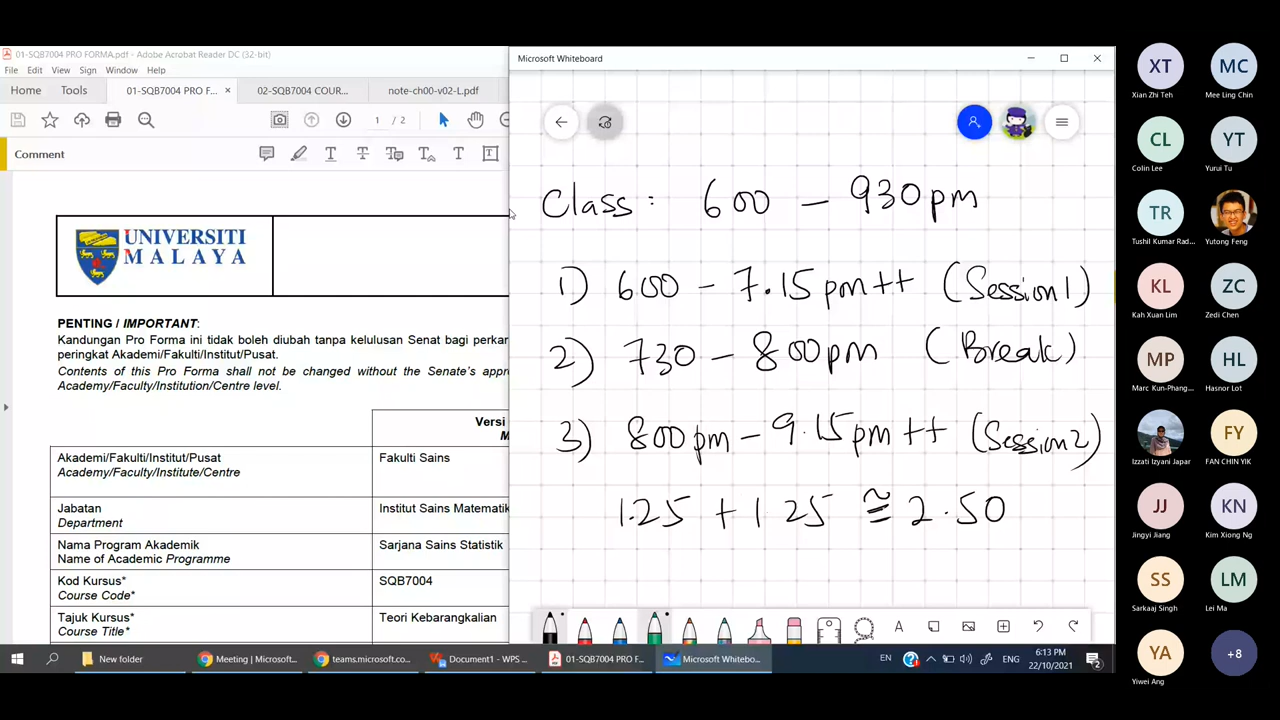 01-SQB7004 PRO FORMA.pdf - Adobe Acrobat Reader DC (32-bit)
File Edit View Sign Window Help
Home Tools 01-SQB7004 PRO F... × 02-SQB7004 COUR... note-ch00-v02-L.pdf
1 / 2
Comment
UNIVERSITI
MALAYA
PENTING / IMPORTANT:
Kandungan Pro Forma ini tidak boleh diubah tanpa kelulusan Senat bagi perkar
peringkat Akademi/Fakulti/Institut/Pusat.
Contents of this Pro Forma shall not be changed without the Senate's appr
Academy/Faculty/Institution/Centre level.
Versi
M
Akademi/Fakulti/Institut/Pusat Fakulti Sains
Academy/Faculty/Institute/Centre
Jabatan Institut Sains Matematik
Department
Nama Program Akademik Sarjana Sains Statistik
Name of Academic Programme
Kod Kursus* SQB7004
Course Code*
Tajuk Kursus* Teori Kebarangkalian
Course Title*
Microsoft Whiteboard
Class: 600 - 930pm
1) 600 - 7.15pm++ (Session1)
2) 730 - 800pm (Break)
3) 800pm - 9.15pm++ (Session2)
1.25 + 1 25 ≅ 2.50
New folder Meeting | Microsoft... teams.microsoft.co... Document1 - WPS ... 01-SQB7004 PRO F... Microsoft Whitebo...
EN ENG 6:13 PM
22/10/2021 2
XT MC
Xian Zhi Teh Mee Ling Chin
CL YT
Colin Lee Yurui Tu
TR
Tushil Kumar Rad... Yutong Feng
KL ZC
Kah Xuan Lim Zedi Chen
MP HL
Marc Kun-Phang... Hasnor Lot
FY
Izzati Izyani Japar FAN CHIN YIK
JJ KN
Jingyi Jiang Kim Xiong Ng
SS LM
Sarkaaj Singh Lei Ma
YA +8
Yiwei Ang